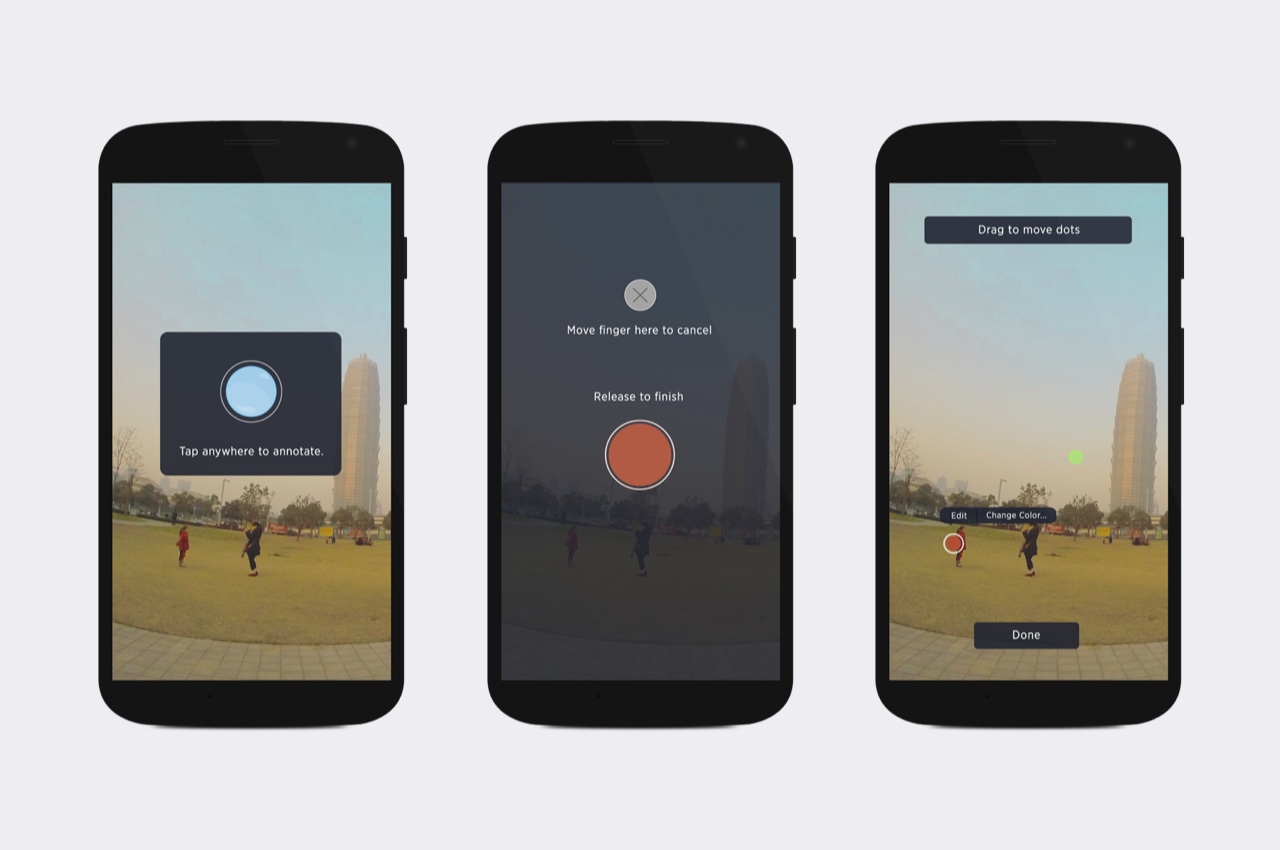 Tap anywhere to annotate.
Move finger here to cancel
Release to finish
Drag to move dots
Edit
Change Color...
Done